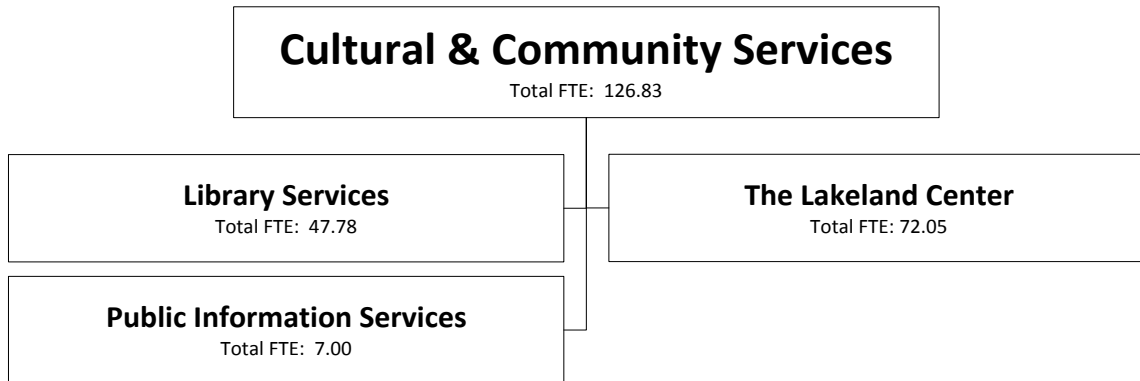 Cultural & Community Services
Total FTE: 126.83
Library Services
Total FTE: 47.78
The Lakeland Center
Total FTE: 72.05
Public Information Services
Total FTE: 7.00